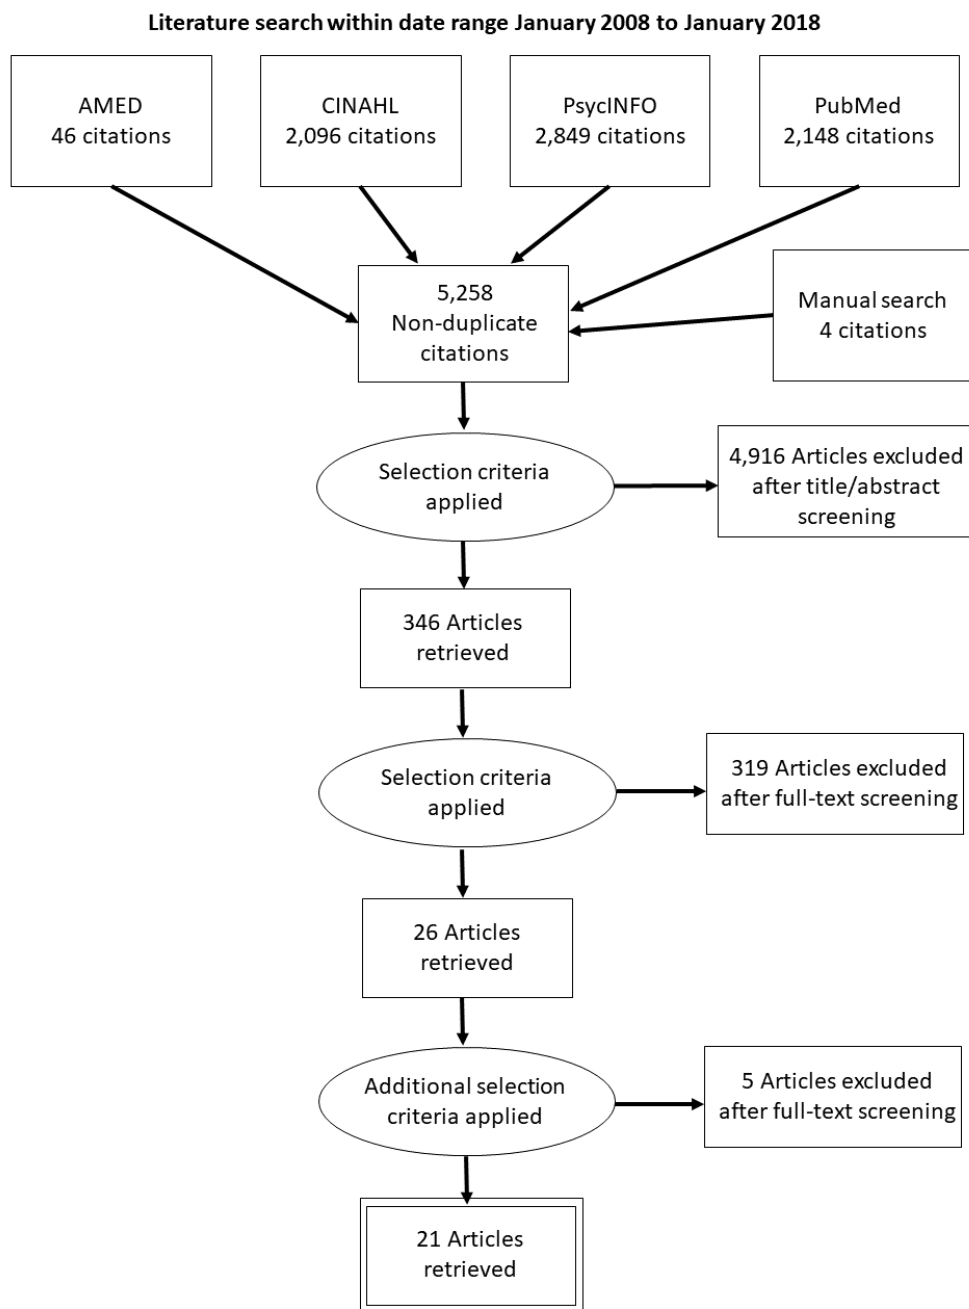 Literature search within date range January 2008 to January 2018
AMED
46 citations
CINAHL
2,096 citations
PsycINFO
2,849 citations
PubMed
2,148 citations
5,258
Non-duplicate
citations
Manual search
4 citations
Selection criteria
applied
4,916 Articles excluded
after title/abstract
screening
346 Articles
retrieved
Selection criteria
applied
319 Articles excluded
after full-text screening
26 Articles
retrieved
Additional selection
criteria applied
5 Articles excluded
after full-text screening
21 Articles
retrieved